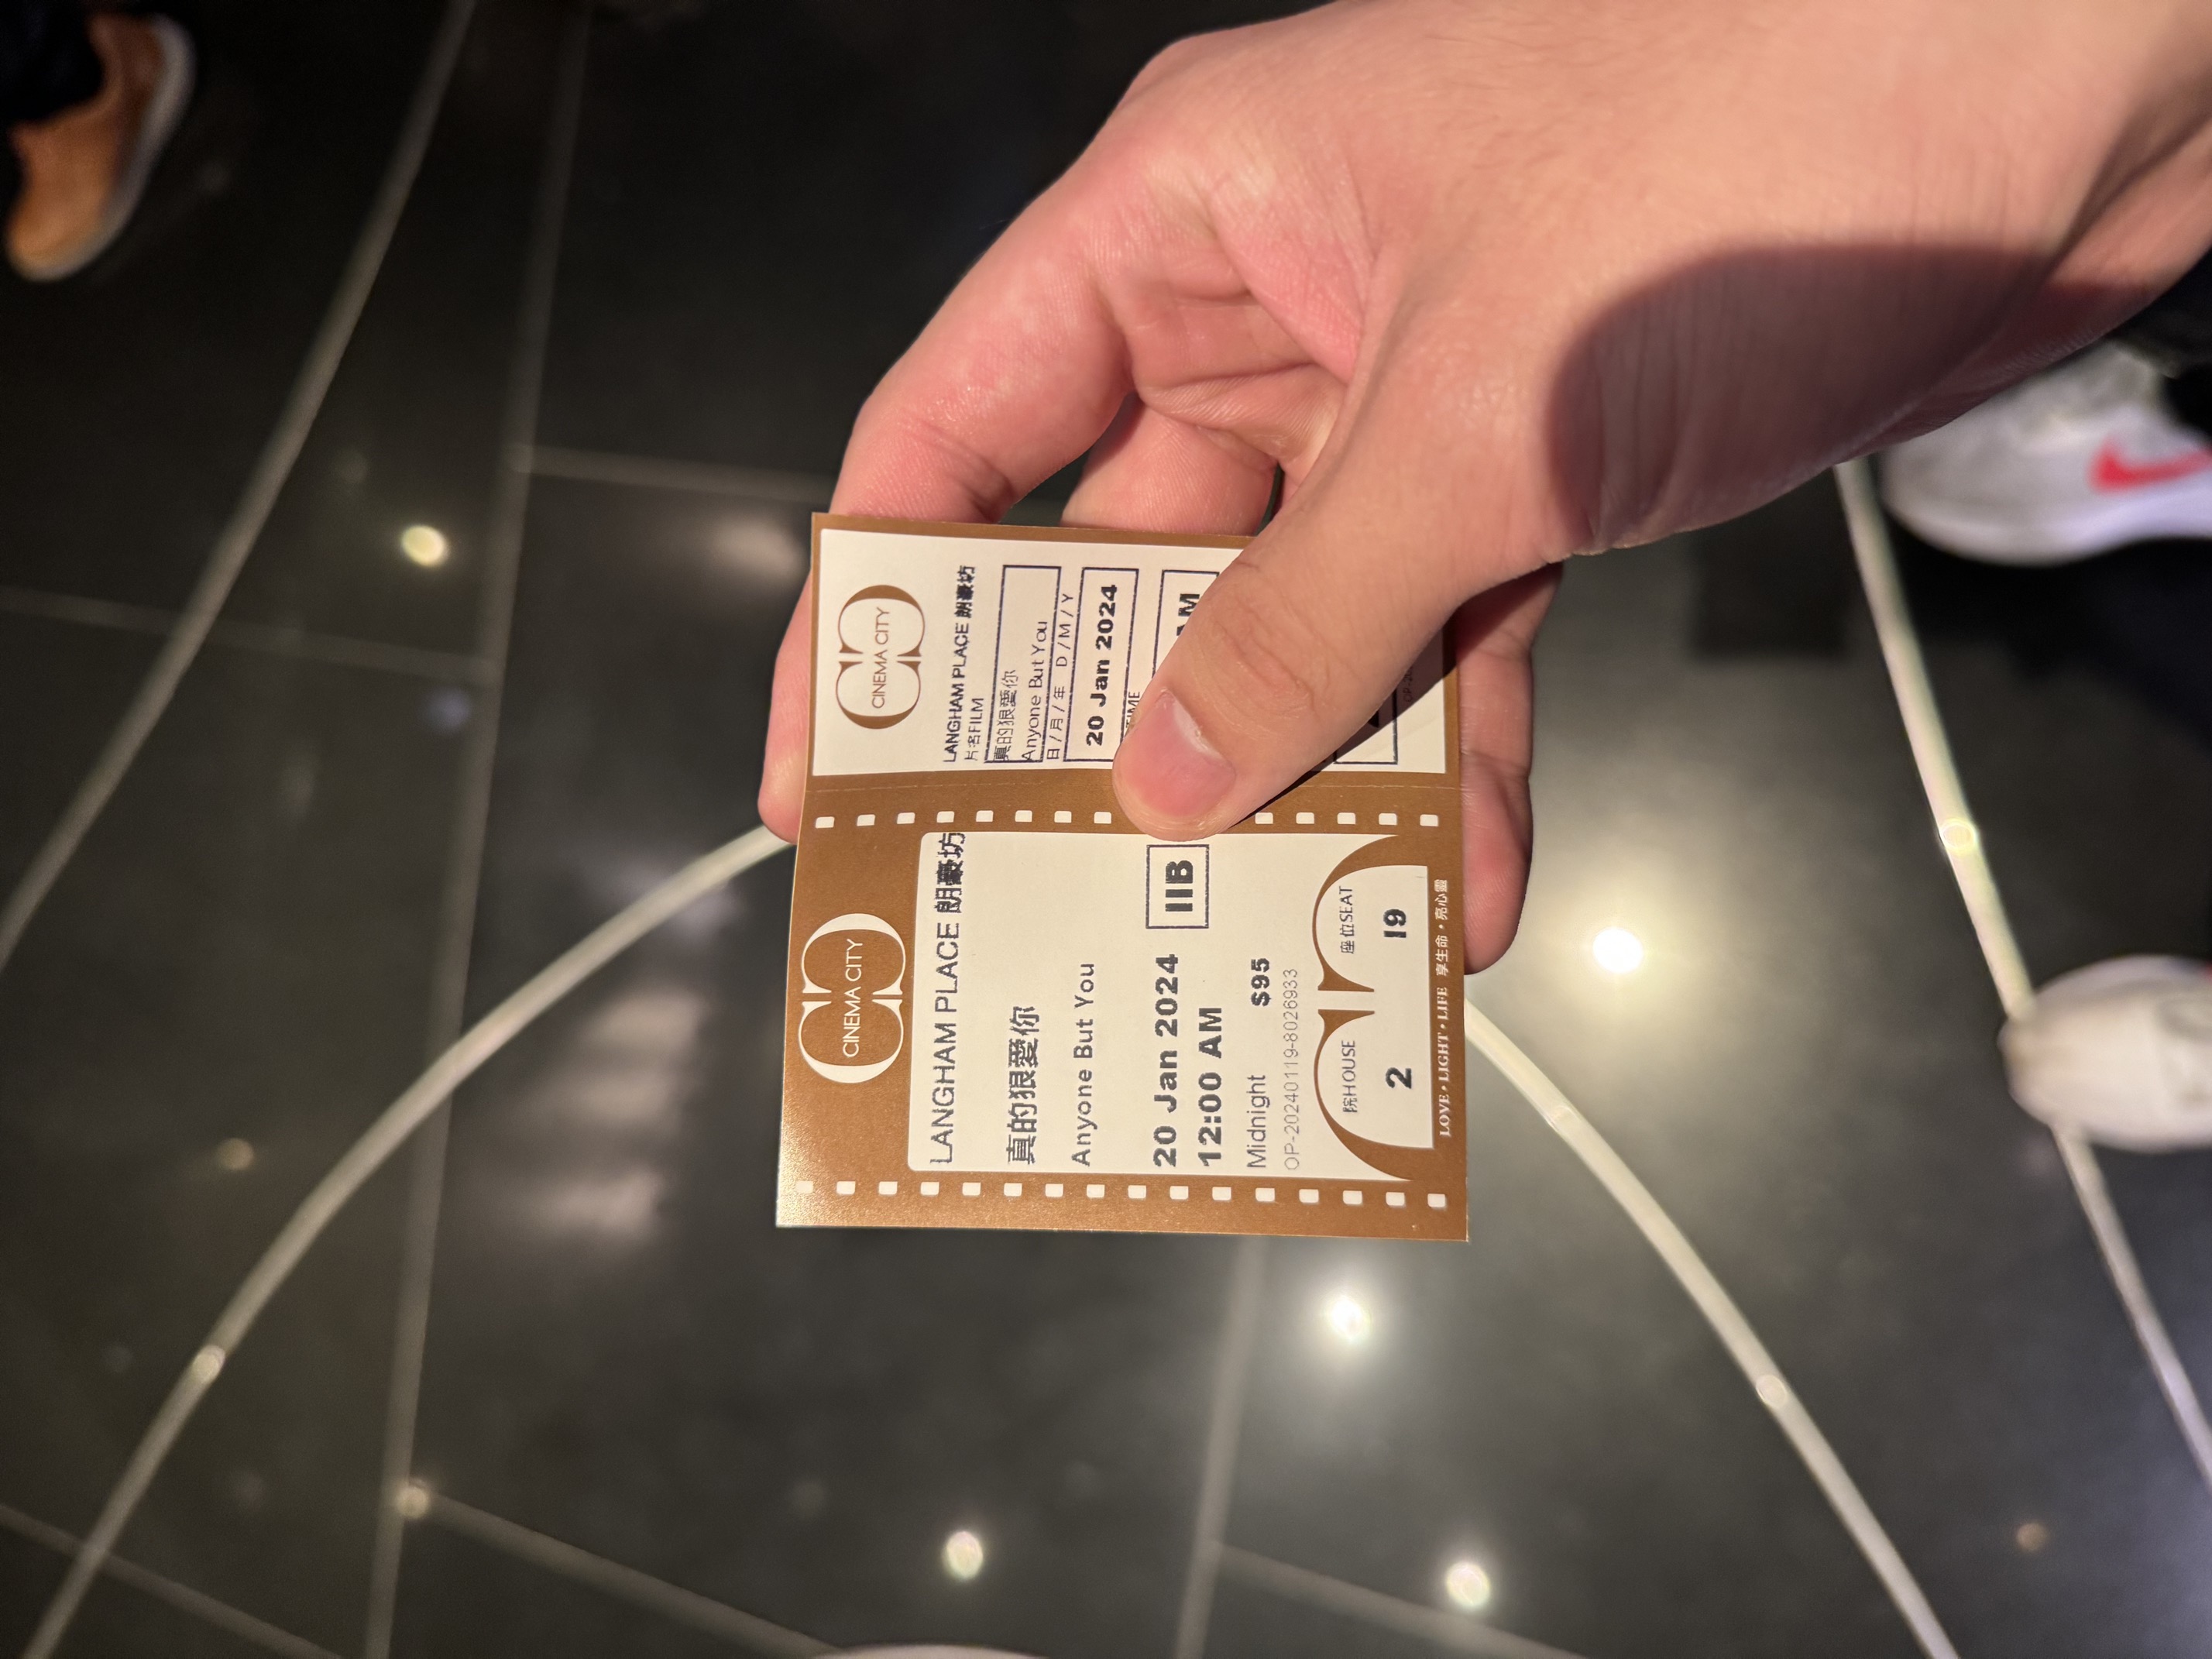 CINEMA CITY
LANGHAM PLACE 朗豪坊
真的狠愛你
Anyone But You
20 Jan 2024
IIB
12:00 AM
Midnight $95
OP-20240119-8026933
院HOUSE 座位SEAT
2 I9
LOVE • LIGHT • LIFE 享生命 • 亮心靈
CINEMA CITY
LANGHAM PLACE 朗豪坊
片名FILM
真的狠愛你
Anyone But You
日/月/年 D/M/Y
20 Jan 2024
TIME
AM